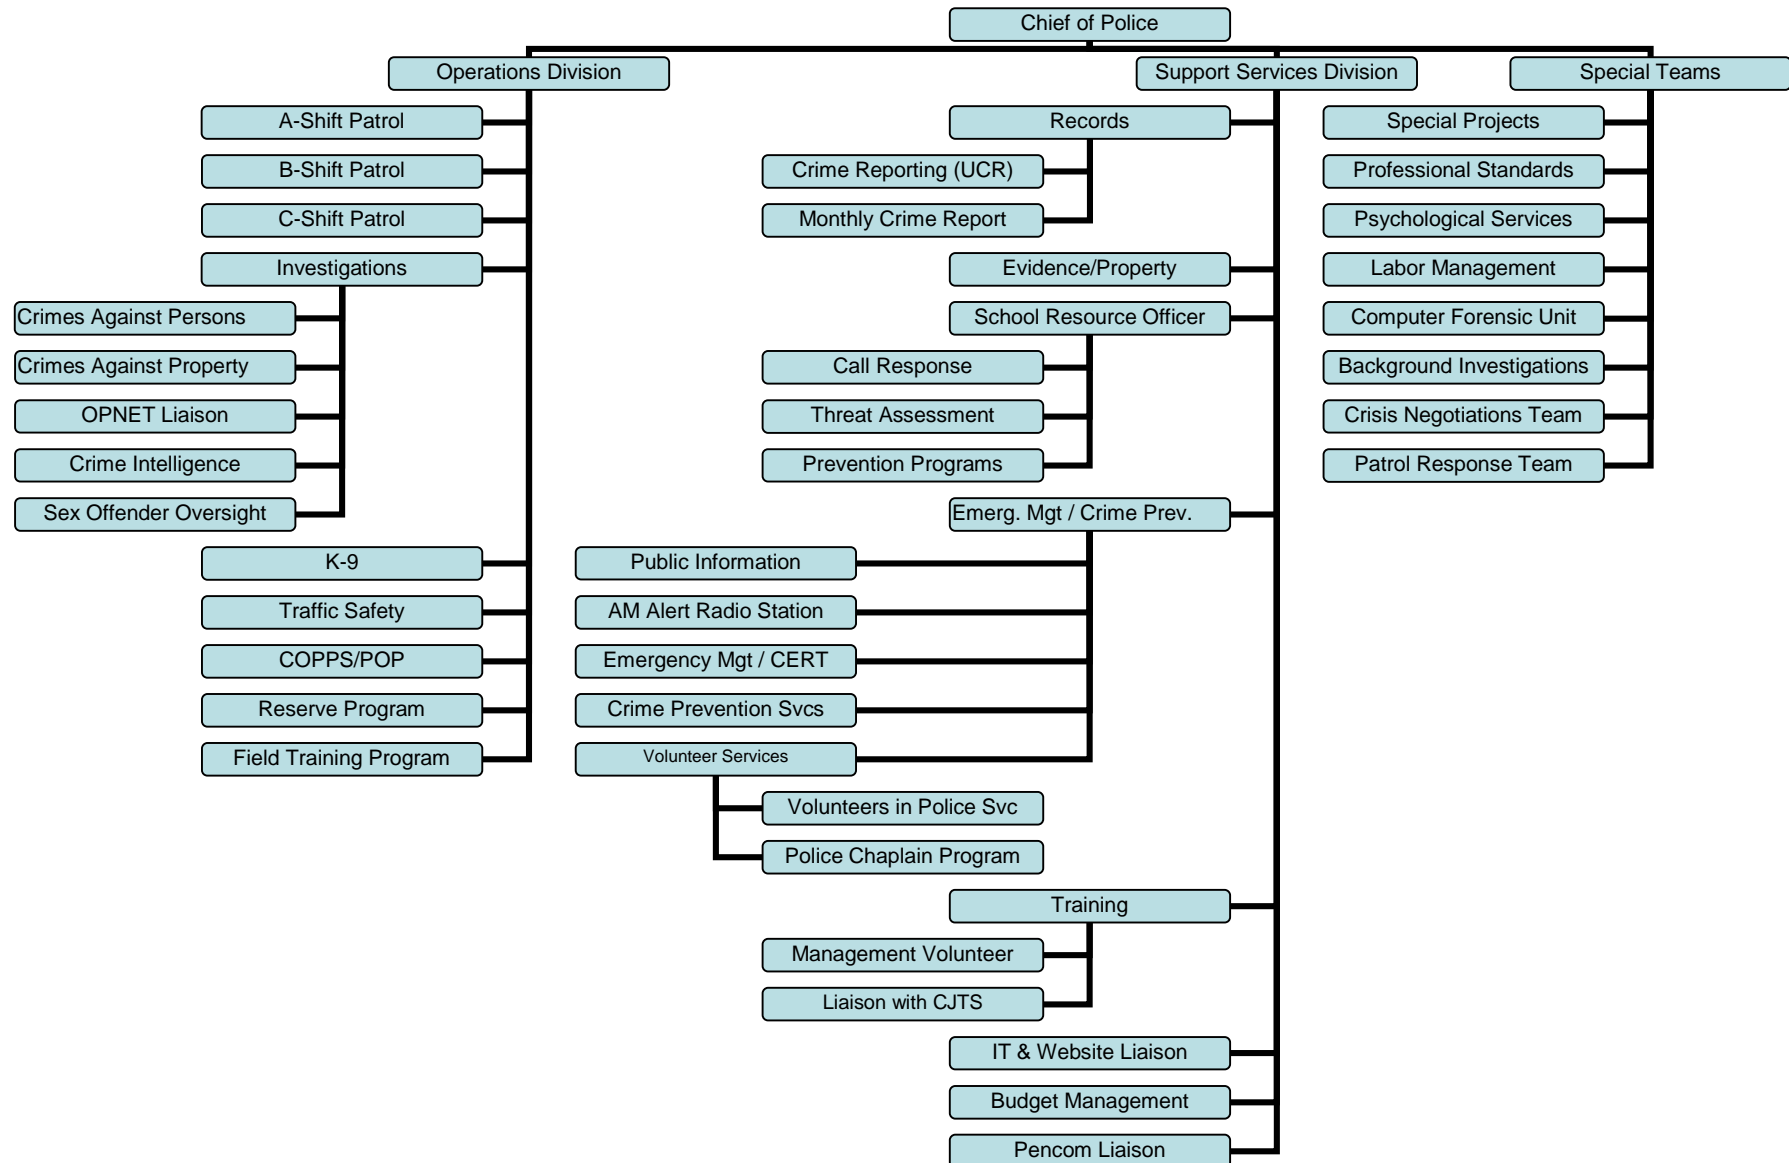 Chief of Police
Operations Division
Support Services Division
Special Teams
A-Shift Patrol
Records
Special Projects
B-Shift Patrol
Crime Reporting (UCR)
Professional Standards
C-Shift Patrol
Monthly Crime Report
Psychological Services
Investigations
Evidence/Property
Labor Management
Crimes Against Persons
School Resource Officer
Computer Forensic Unit
Crimes Against Property
Call Response
Background Investigations
OPNET Liaison
Threat Assessment
Crisis Negotiations Team
Crime Intelligence
Prevention Programs
Patrol Response Team
Sex Offender Oversight
Emerg. Mgt / Crime Prev.
K-9
Public Information
Traffic Safety
AM Alert Radio Station
COPPS/POP
Emergency Mgt / CERT
Reserve Program
Crime Prevention Svcs
Field Training Program
Volunteer Services
Volunteers in Police Svc
Police Chaplain Program
Training
Management Volunteer
Liaison with CJTS
IT & Website Liaison
Budget Management
Pencom Liaison